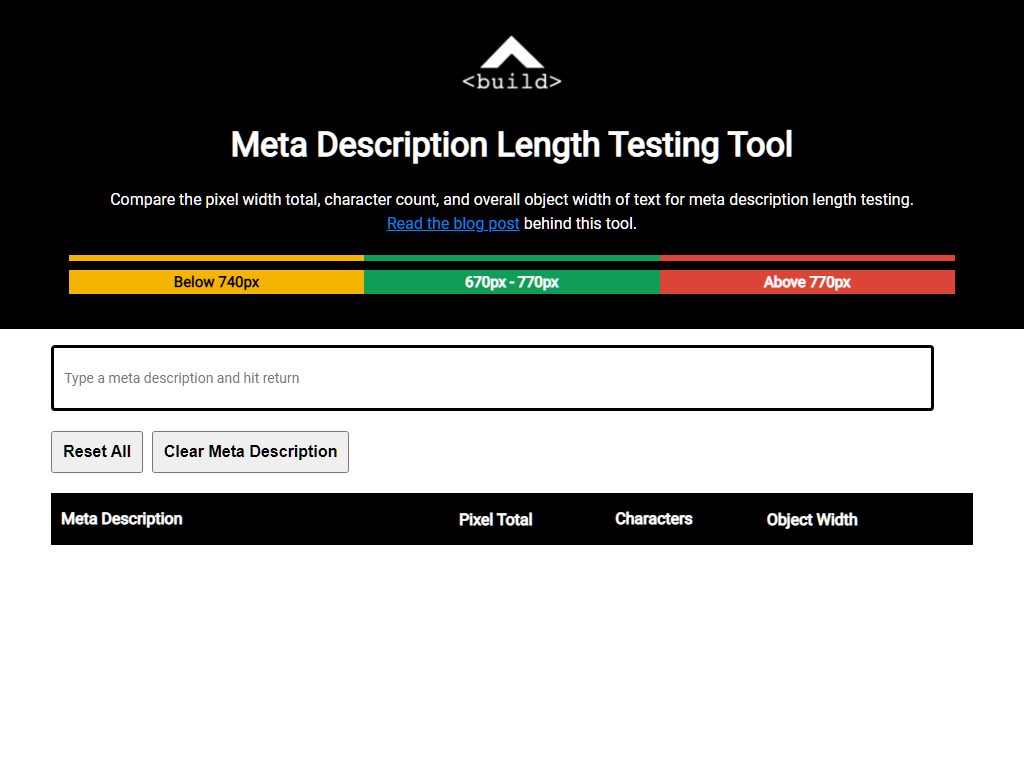 <build>
Meta Description Length Testing Tool
Compare the pixel width total, character count, and overall object width of text for meta description length testing.
Read the blog post behind this tool.
Below 740px 670px - 770px Above 770px
Type a meta description and hit return
Reset All Clear Meta Description
Meta Description Pixel Total Characters Object Width